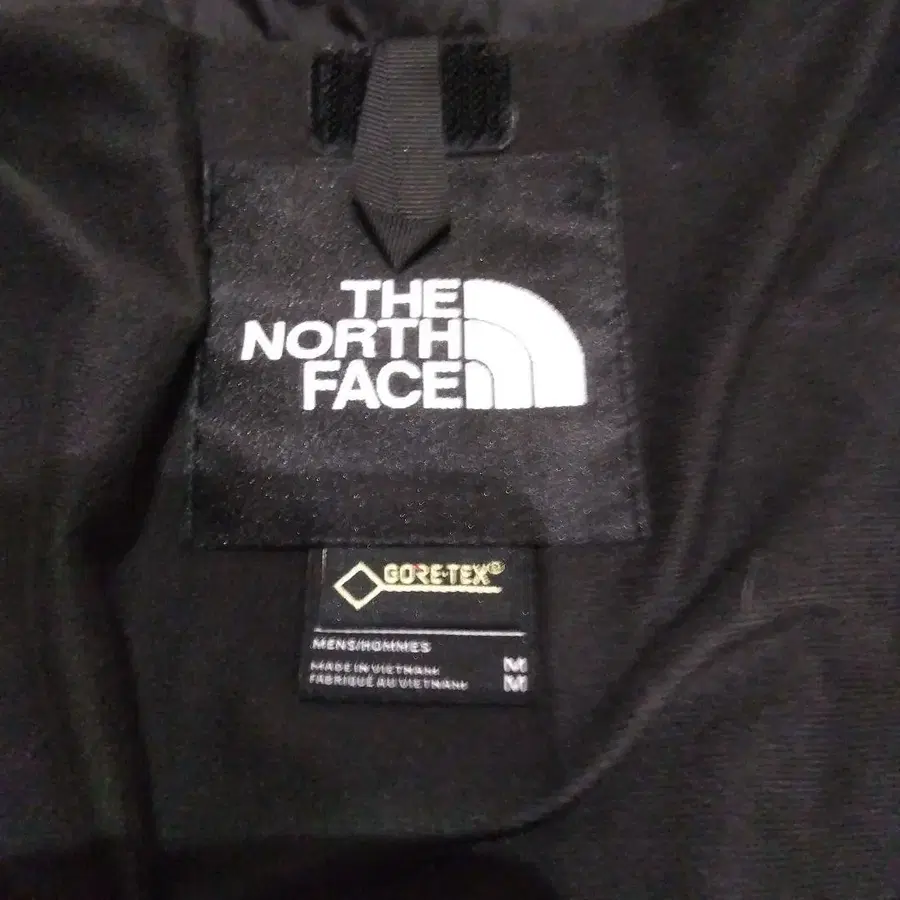 THE
NORTH
FACE
GORE-TEX®
MENS/HOMMES
MADE IN VIETNAM M
FABRIQUÉ AU VIETNAM M